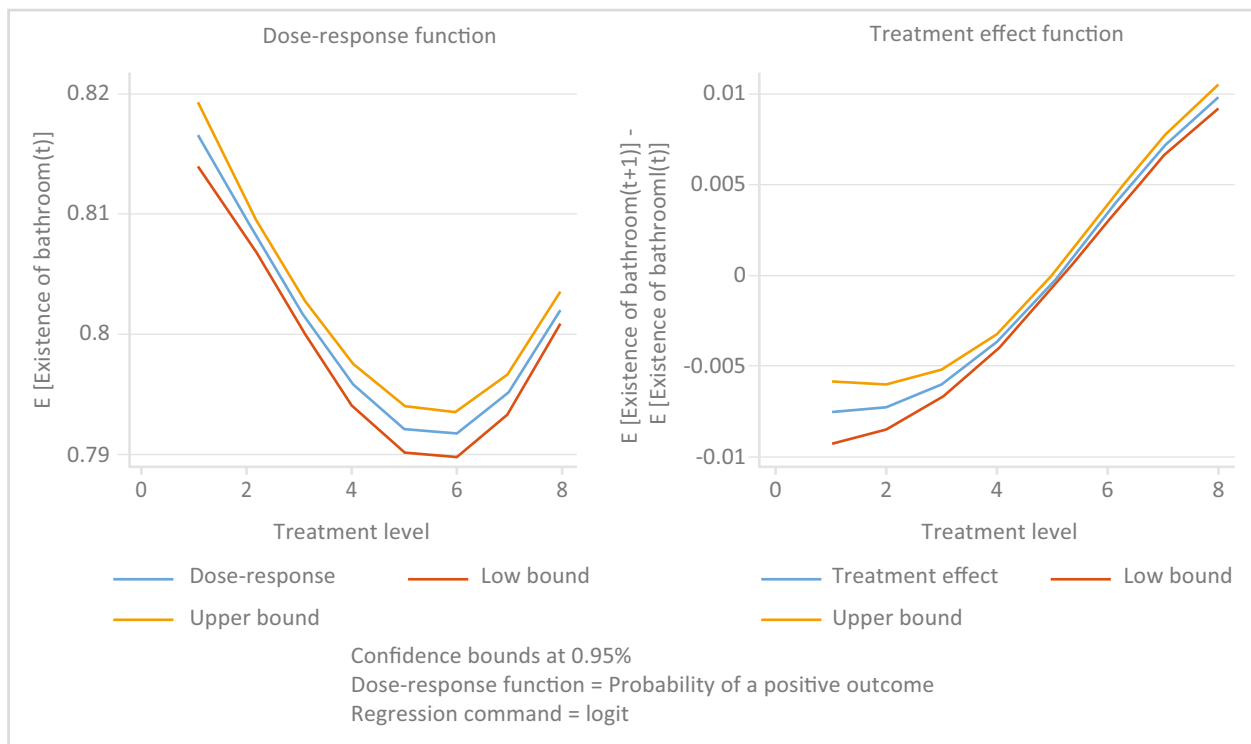 Dose-response function
E [Existence of bathroom(t)]
0.82
0.81
0.8
0.79
0
2
4
6
8
Treatment level
Dose-response
Low bound
Upper bound
Treatment effect function
E [Existence of bathroom(t+1)] -
E [Existence of bathrooml(t)]
0.01
0.005
0
-0.005
-0.01
0
2
4
6
8
Treatment level
Treatment effect
Low bound
Upper bound
Confidence bounds at 0.95%
Dose-response function = Probability of a positive outcome
Regression command = logit